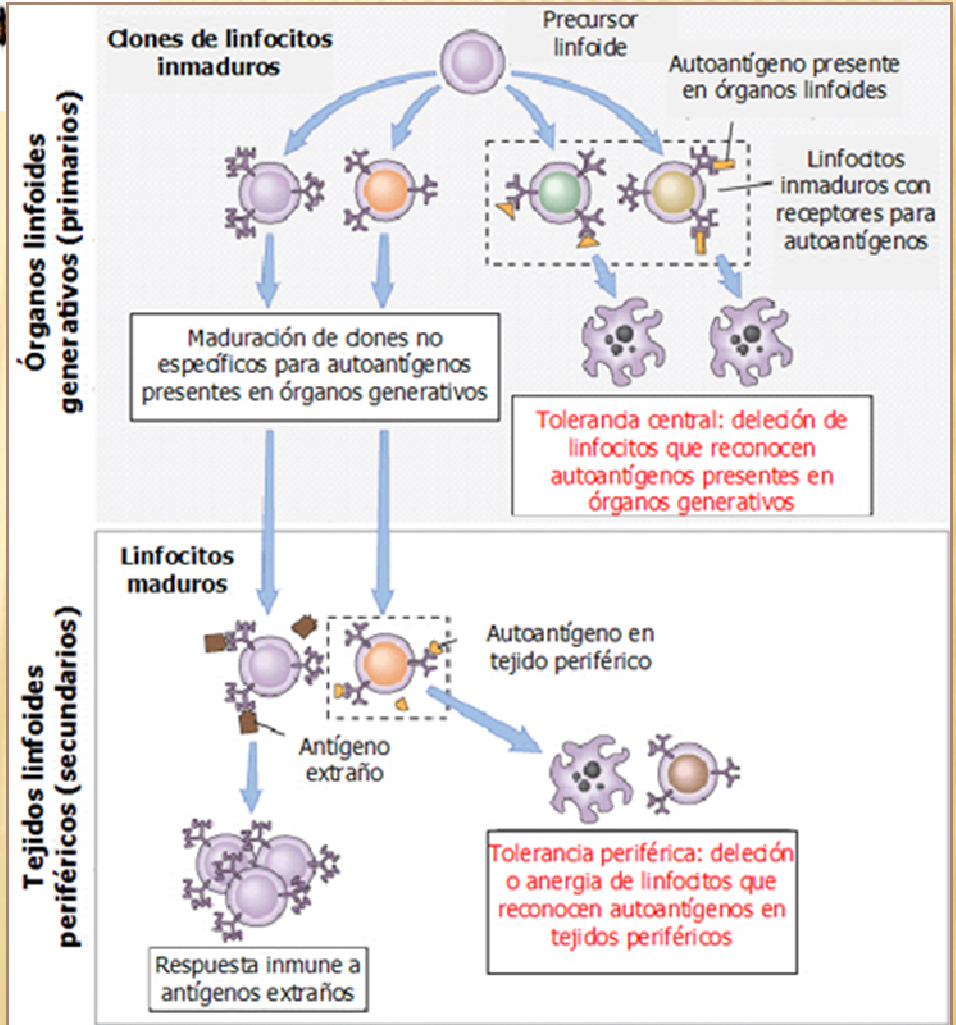 Órganos linfoides
generativos (primarios)
Clones de linfocitos
inmaduros
Precursor
linfoide
Autoantígeno presente
en órganos linfoides
Linfocitos
inmaduros con
receptores para
autoantígenos
Maduración de clones no
específicos para autoantígenos
presentes en órganos generativos
Tolerancia central: deleción de
linfocitos que reconocen
autoantígenos presentes en
órganos generativos
Tejidos linfoides
periféricos (secundarios)
Linfocitos
maduros
Autoantígeno en
tejido periférico
Antígeno
extraño
Tolerancia periférica: deleción
o anergia de linfocitos que
reconocen autoantígenos en
tejidos periféricos
Respuesta inmune a
antígenos extraños